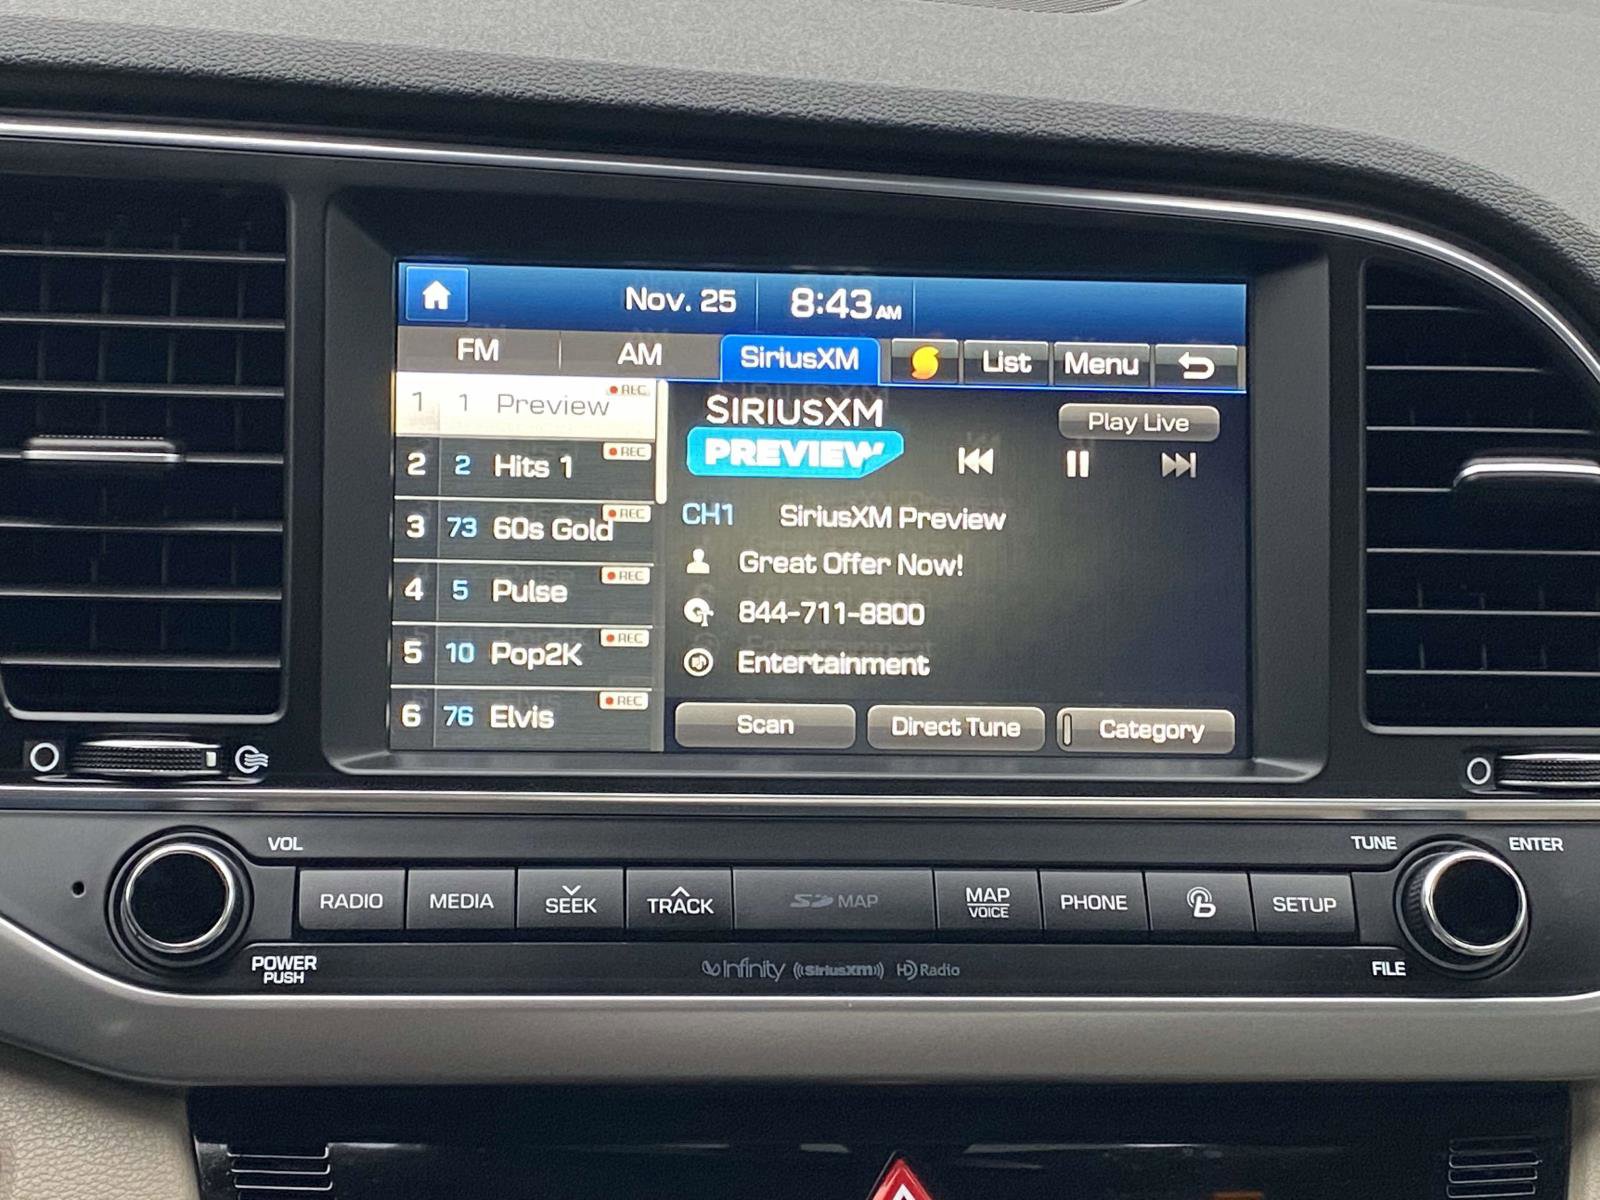 Nov. 25 8:43 AM
FM AM SiriusXM List Menu
1 1 Preview REC
2 2 Hits 1 REC
3 73 60s Gold REC
4 5 Pulse REC
5 10 Pop2K REC
6 76 Elvis REC
SIRIUSXM
PREVIEW
Play Live
CH1 SiriusXM Preview
Great Offer Now!
844-711-8800
Entertainment
Scan Direct Tune Category
VOL
TUNE ENTER
RADIO MEDIA SEEK TRACK SD MAP MAP VOICE PHONE SETUP
POWER
PUSH
Infinity ((SiriusXM)) HD Radio
FILE